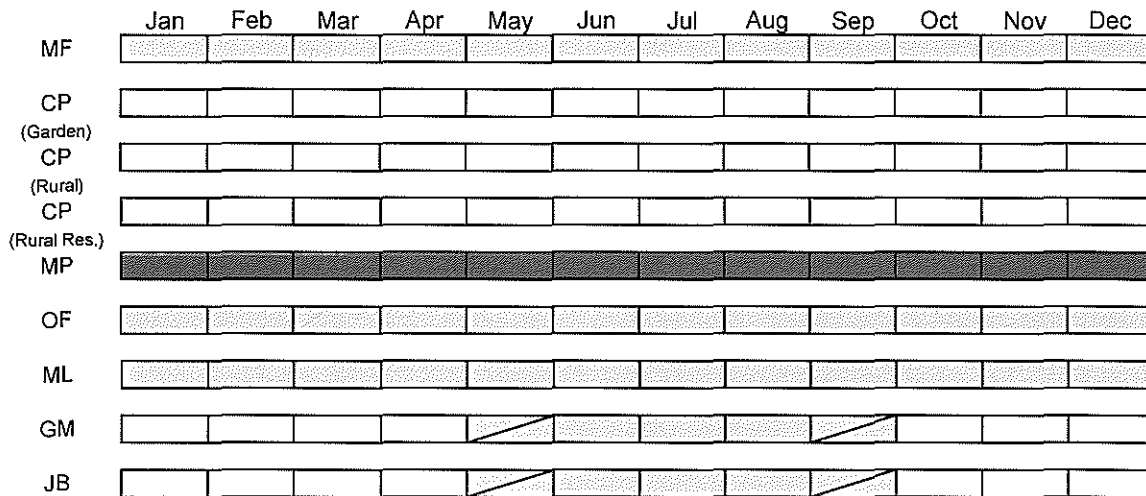 Jan Feb Mar Apr May Jun Jul Aug Sep Oct Nov Dec
MF
CP
(Garden)
CP
(Rural)
CP
(Rural Res.)
MP
OF
ML
GM
JB